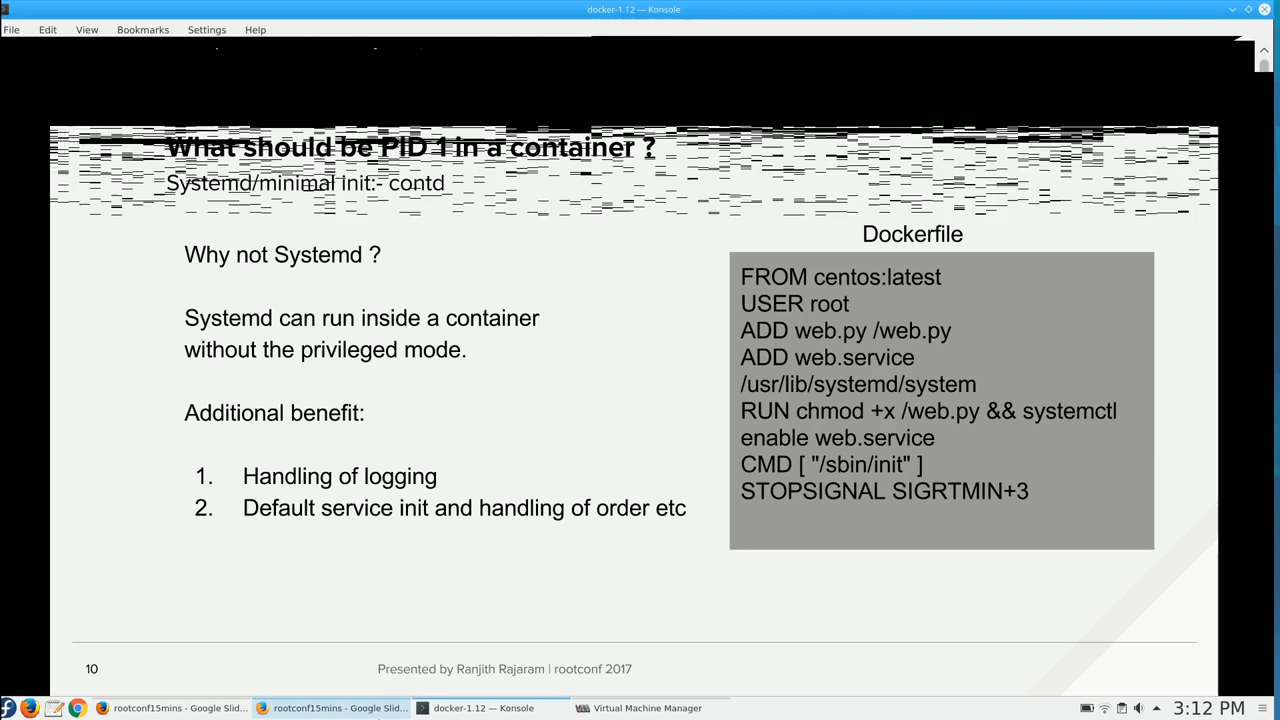 docker-1.12 — Konsole
File Edit View Bookmarks Settings Help
What should be PID 1 in a container ?
Systemd/minimal init:- contd
Why not Systemd ?
Systemd can run inside a container
without the privileged mode.
Additional benefit:
1. Handling of logging
2. Default service init and handling of order etc
Dockerfile
FROM centos:latest
USER root
ADD web.py /web.py
ADD web.service
/usr/lib/systemd/system
RUN chmod +x /web.py && systemctl
enable web.service
CMD [ "/sbin/init" ]
STOPSIGNAL SIGRTMIN+3
10 Presented by Ranjith Rajaram | rootconf 2017
rootconf15mins - Google Slid... rootconf15mins - Google Slid... docker-1.12 — Konsole Virtual Machine Manager 3:12 PM